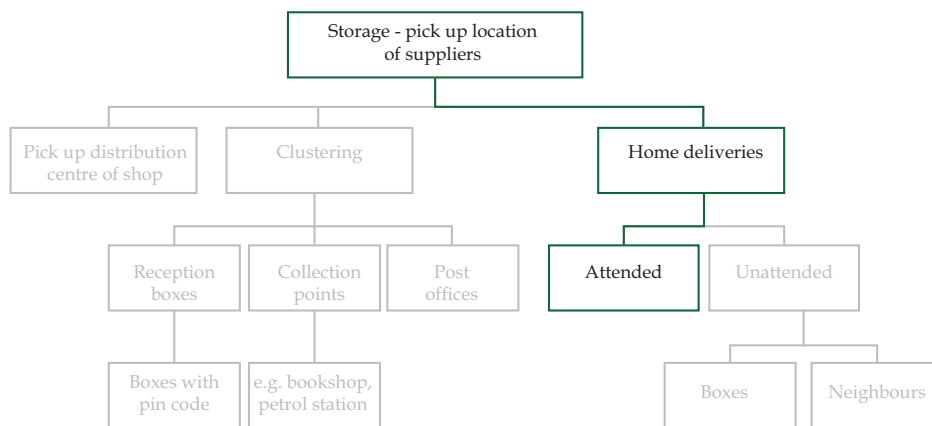 Storage - pick up location
of suppliers
Pick up distribution
centre of shop
Clustering
Home deliveries
Reception
boxes
Collection
points
Post
offices
Attended
Unattended
Boxes with
pin code
e.g. bookshop,
petrol station
Boxes
Neighbours